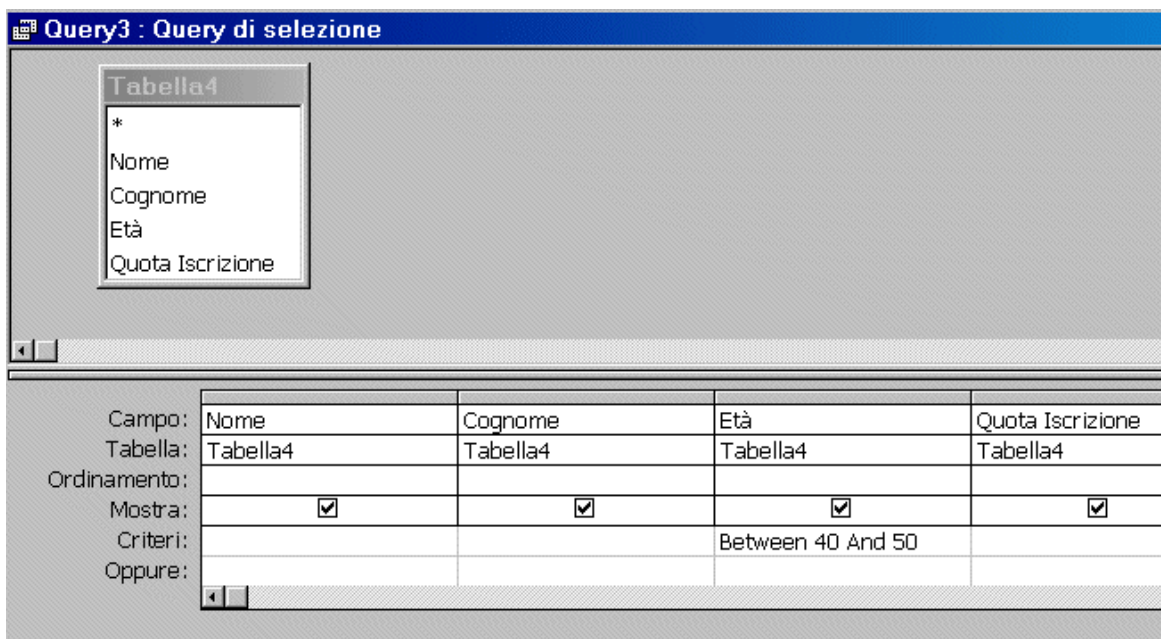 Query3 : Query di selezione
Tabella4
*
Nome
Cognome
Età
Quota Iscrizione
Campo: Nome Cognome Età Quota Iscrizione
Tabella: Tabella4 Tabella4 Tabella4 Tabella4
Ordinamento:
Mostra:
Criteri: Between 40 And 50
Oppure: